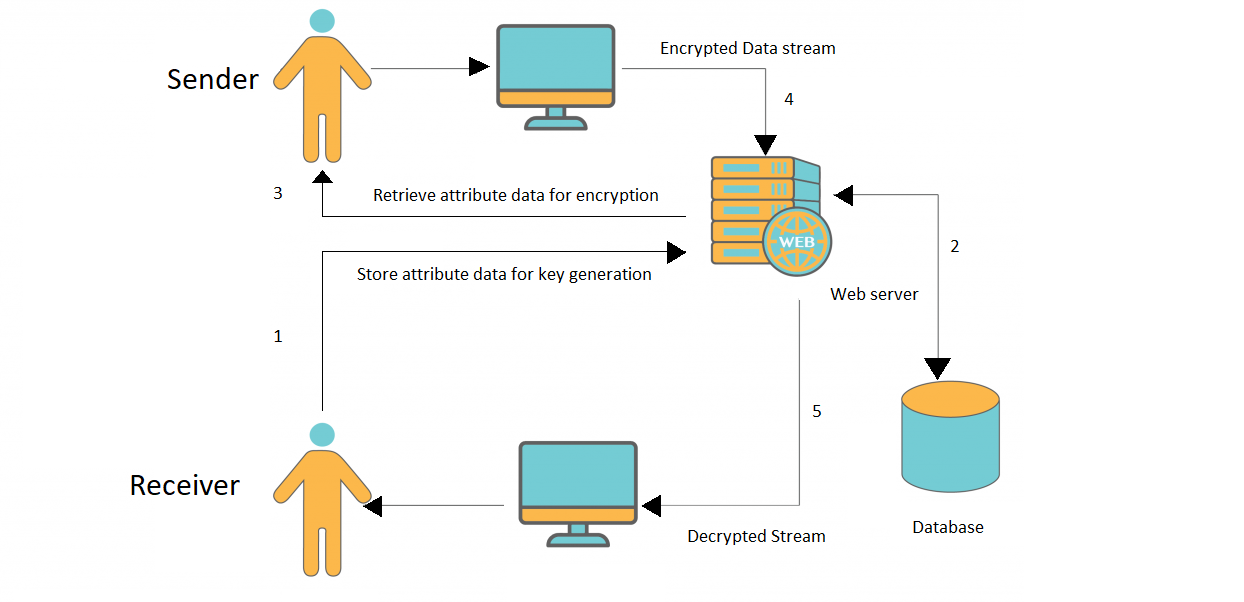 Encrypted Data stream
Sender
4
3
Retrieve attribute data for encryption
WEB
2
Store attribute data for key generation
Web server
1
5
Receiver
Decrypted Stream
Database